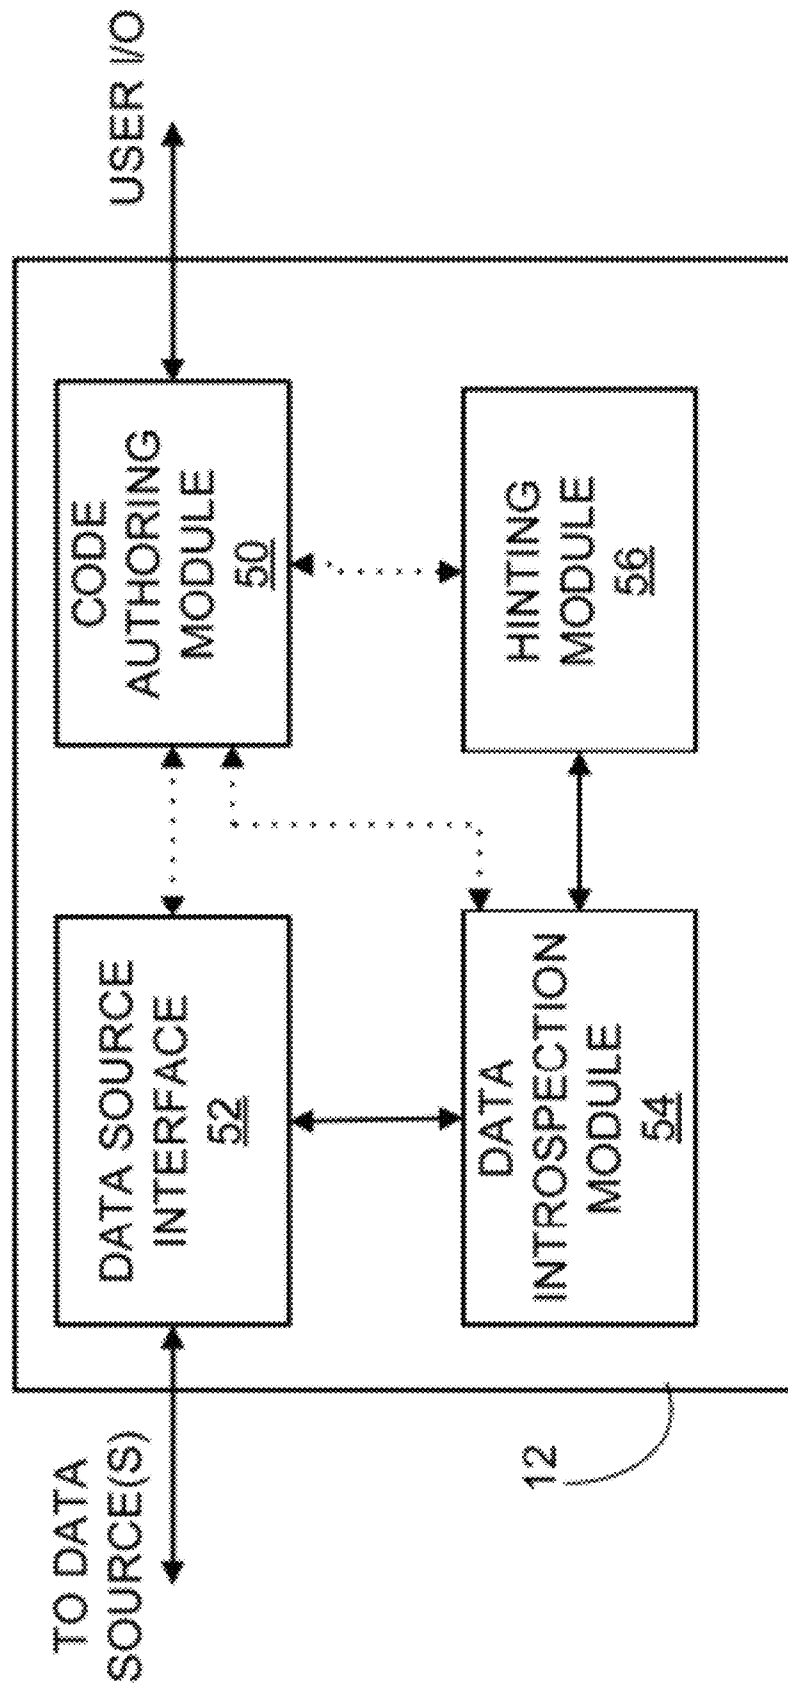 TO DATA
SOURCE(S)
DATA SOURCE
INTERFACE
52
CODE
AUTHORING
MODULE
50
USER I/O
DATA
INTROSPECTION
MODULE
54
HINTING
MODULE
56
12